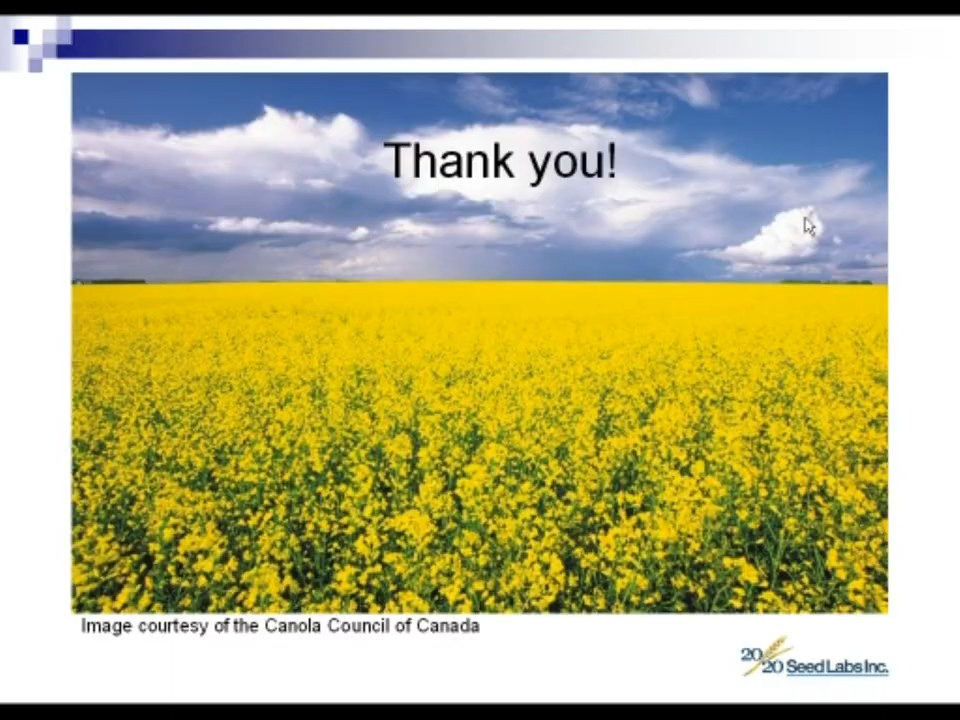 Thank you!
Image courtesy of the Canola Council of Canada
20/20 Seed Labs Inc.